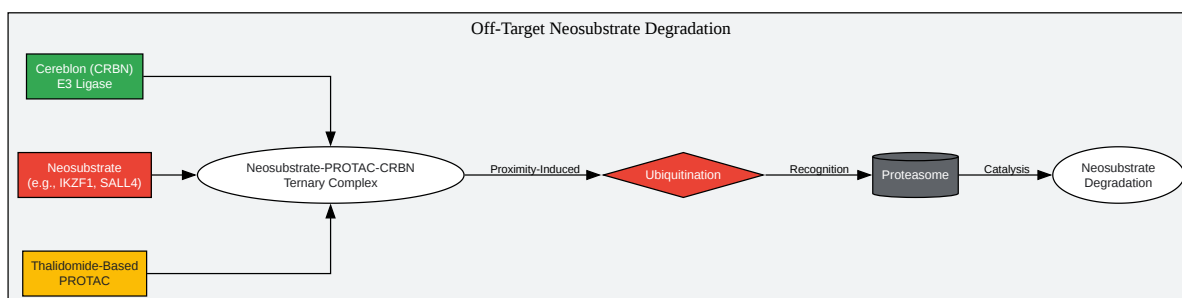 Off-Target Neosubstrate Degradation
Cereblon (CRBN)
E3 Ligase
Neosubstrate
(e.g., IKZF1, SALL4)
Thalidomide-Based
PROTAC
Neosubstrate-PROTAC-CRBN
Ternary Complex
Proximity-Induced
Ubiquitination
Recognition
Proteasome
Catalysis
Neosubstrate
Degradation